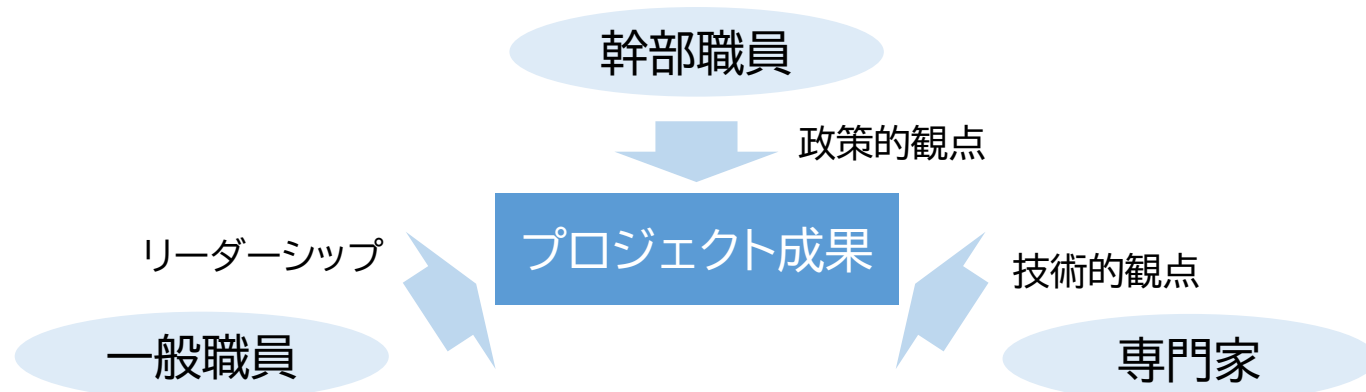 幹部職員
政策的観点
プロジェクト成果
リーダーシップ
技術的観点
一般職員
専門家